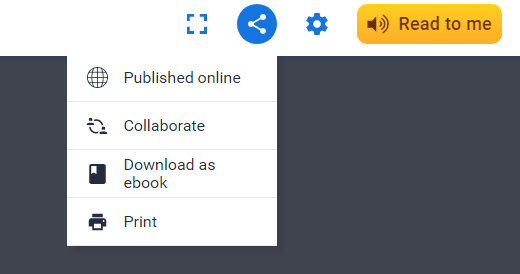 Read to me
Published online
Collaborate
Download as
ebook
Print